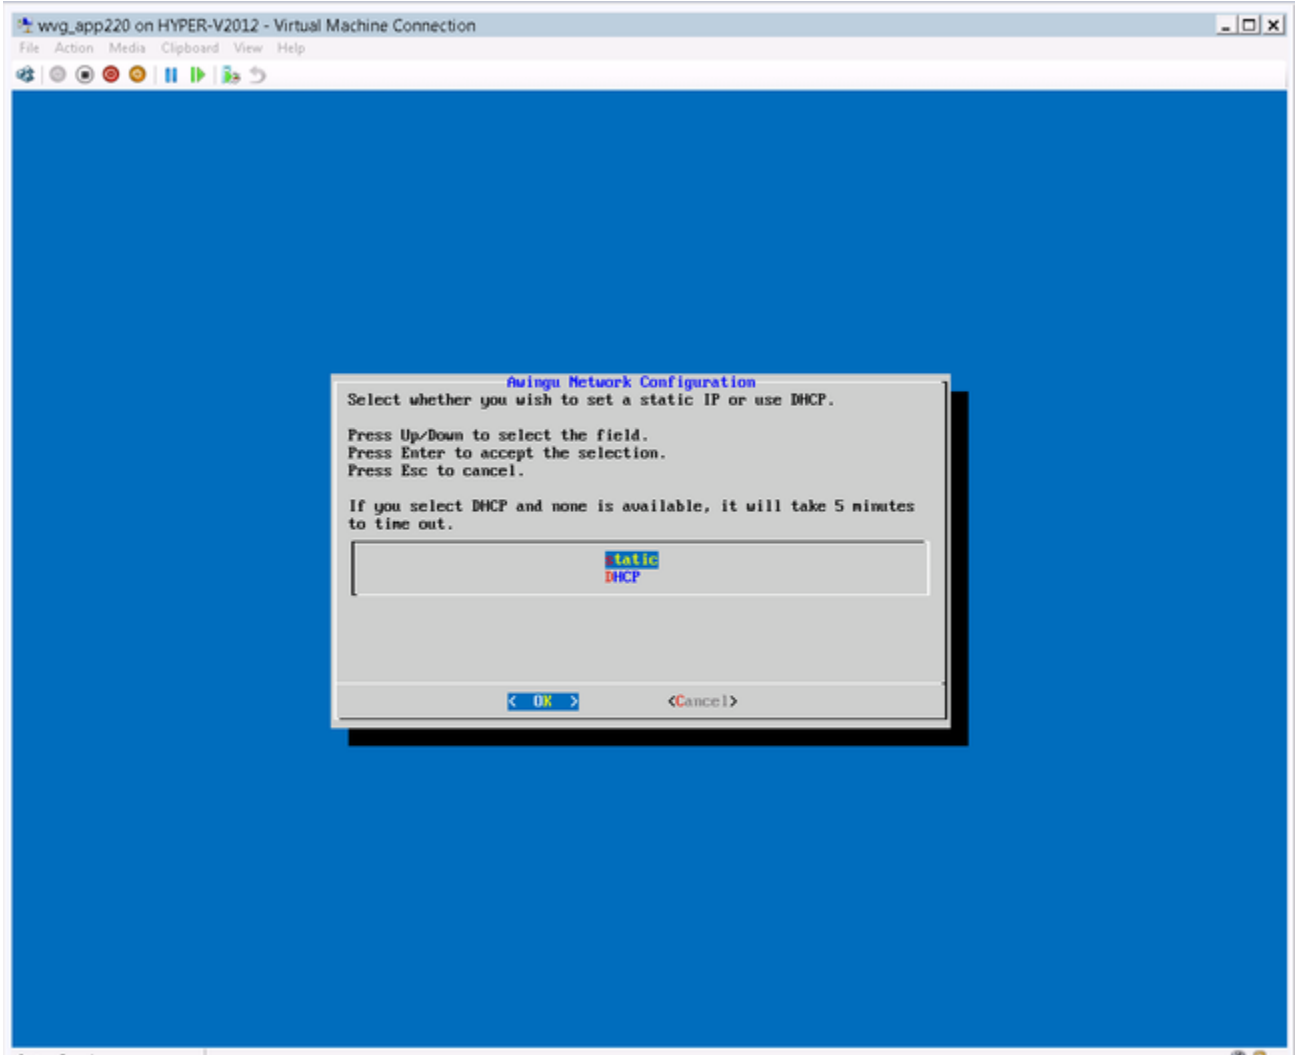 wvg_app220 on HYPER-V2012 - Virtual Machine Connection
File Action Media Clipboard View Help
Awingu Network Configuration
Select whether you wish to set a static IP or use DHCP.
Press Up/Down to select the field.
Press Enter to accept the selection.
Press Esc to cancel.
If you select DHCP and none is available, it will take 5 minutes
to time out.
static
DHCP
< OK > <Cancel>